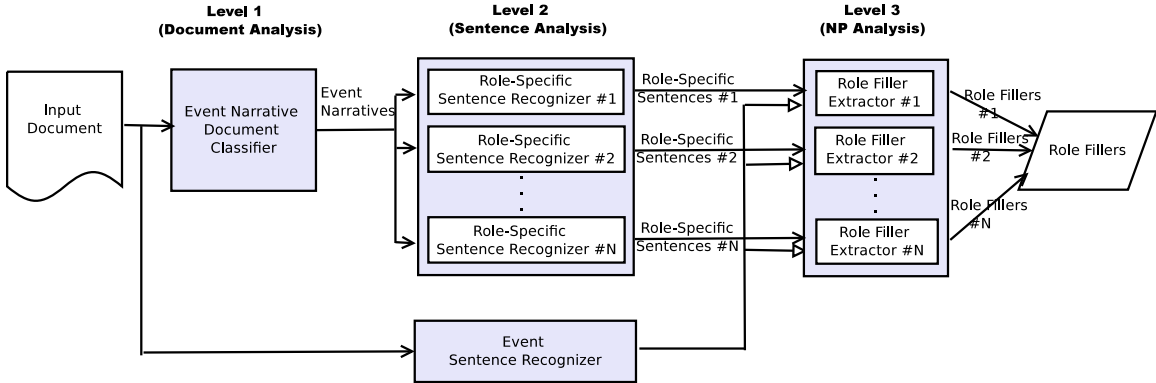 Level 1
(Document Analysis)
Level 2
(Sentence Analysis)
Level 3
(NP Analysis)
Input
Document
Event Narrative
Document
Classifier
Event
Narratives
Role-Specific
Sentence Recognizer #1
Role-Specific
Sentence Recognizer #2
Role-Specific
Sentence Recognizer #N
Role-Specific
Sentences #1
Role-Specific
Sentences #2
Role-Specific
Sentences #N
Role Filler
Extractor #1
Role Filler
Extractor #2
Role Filler
Extractor #N
Role Fillers
#1
Role Fillers
#2
Role Fillers
#N
Role Fillers
Event
Sentence Recognizer